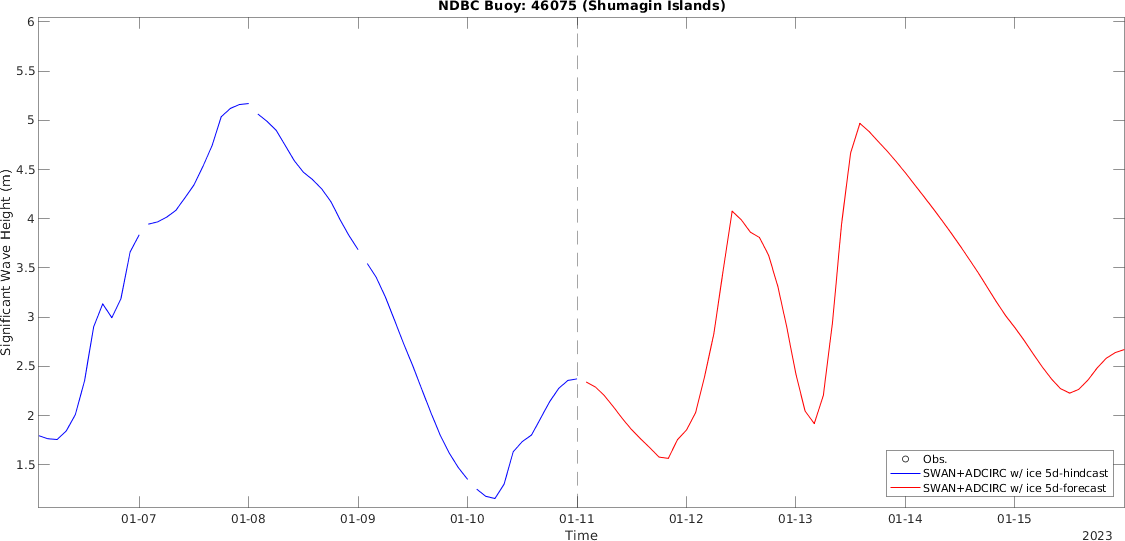 NDBC Buoy: 46075 (Shumagin Islands)
Significant Wave Height (m)
6
5.5
5
4.5
4
3.5
3
2.5
2
1.5
Obs.
SWAN+ADCIRC w/ ice 5d-hindcast
SWAN+ADCIRC w/ ice 5d-forecast
01-07 01-08 01-09 01-10 01-11 01-12 01-13 01-14 01-15
Time
2023